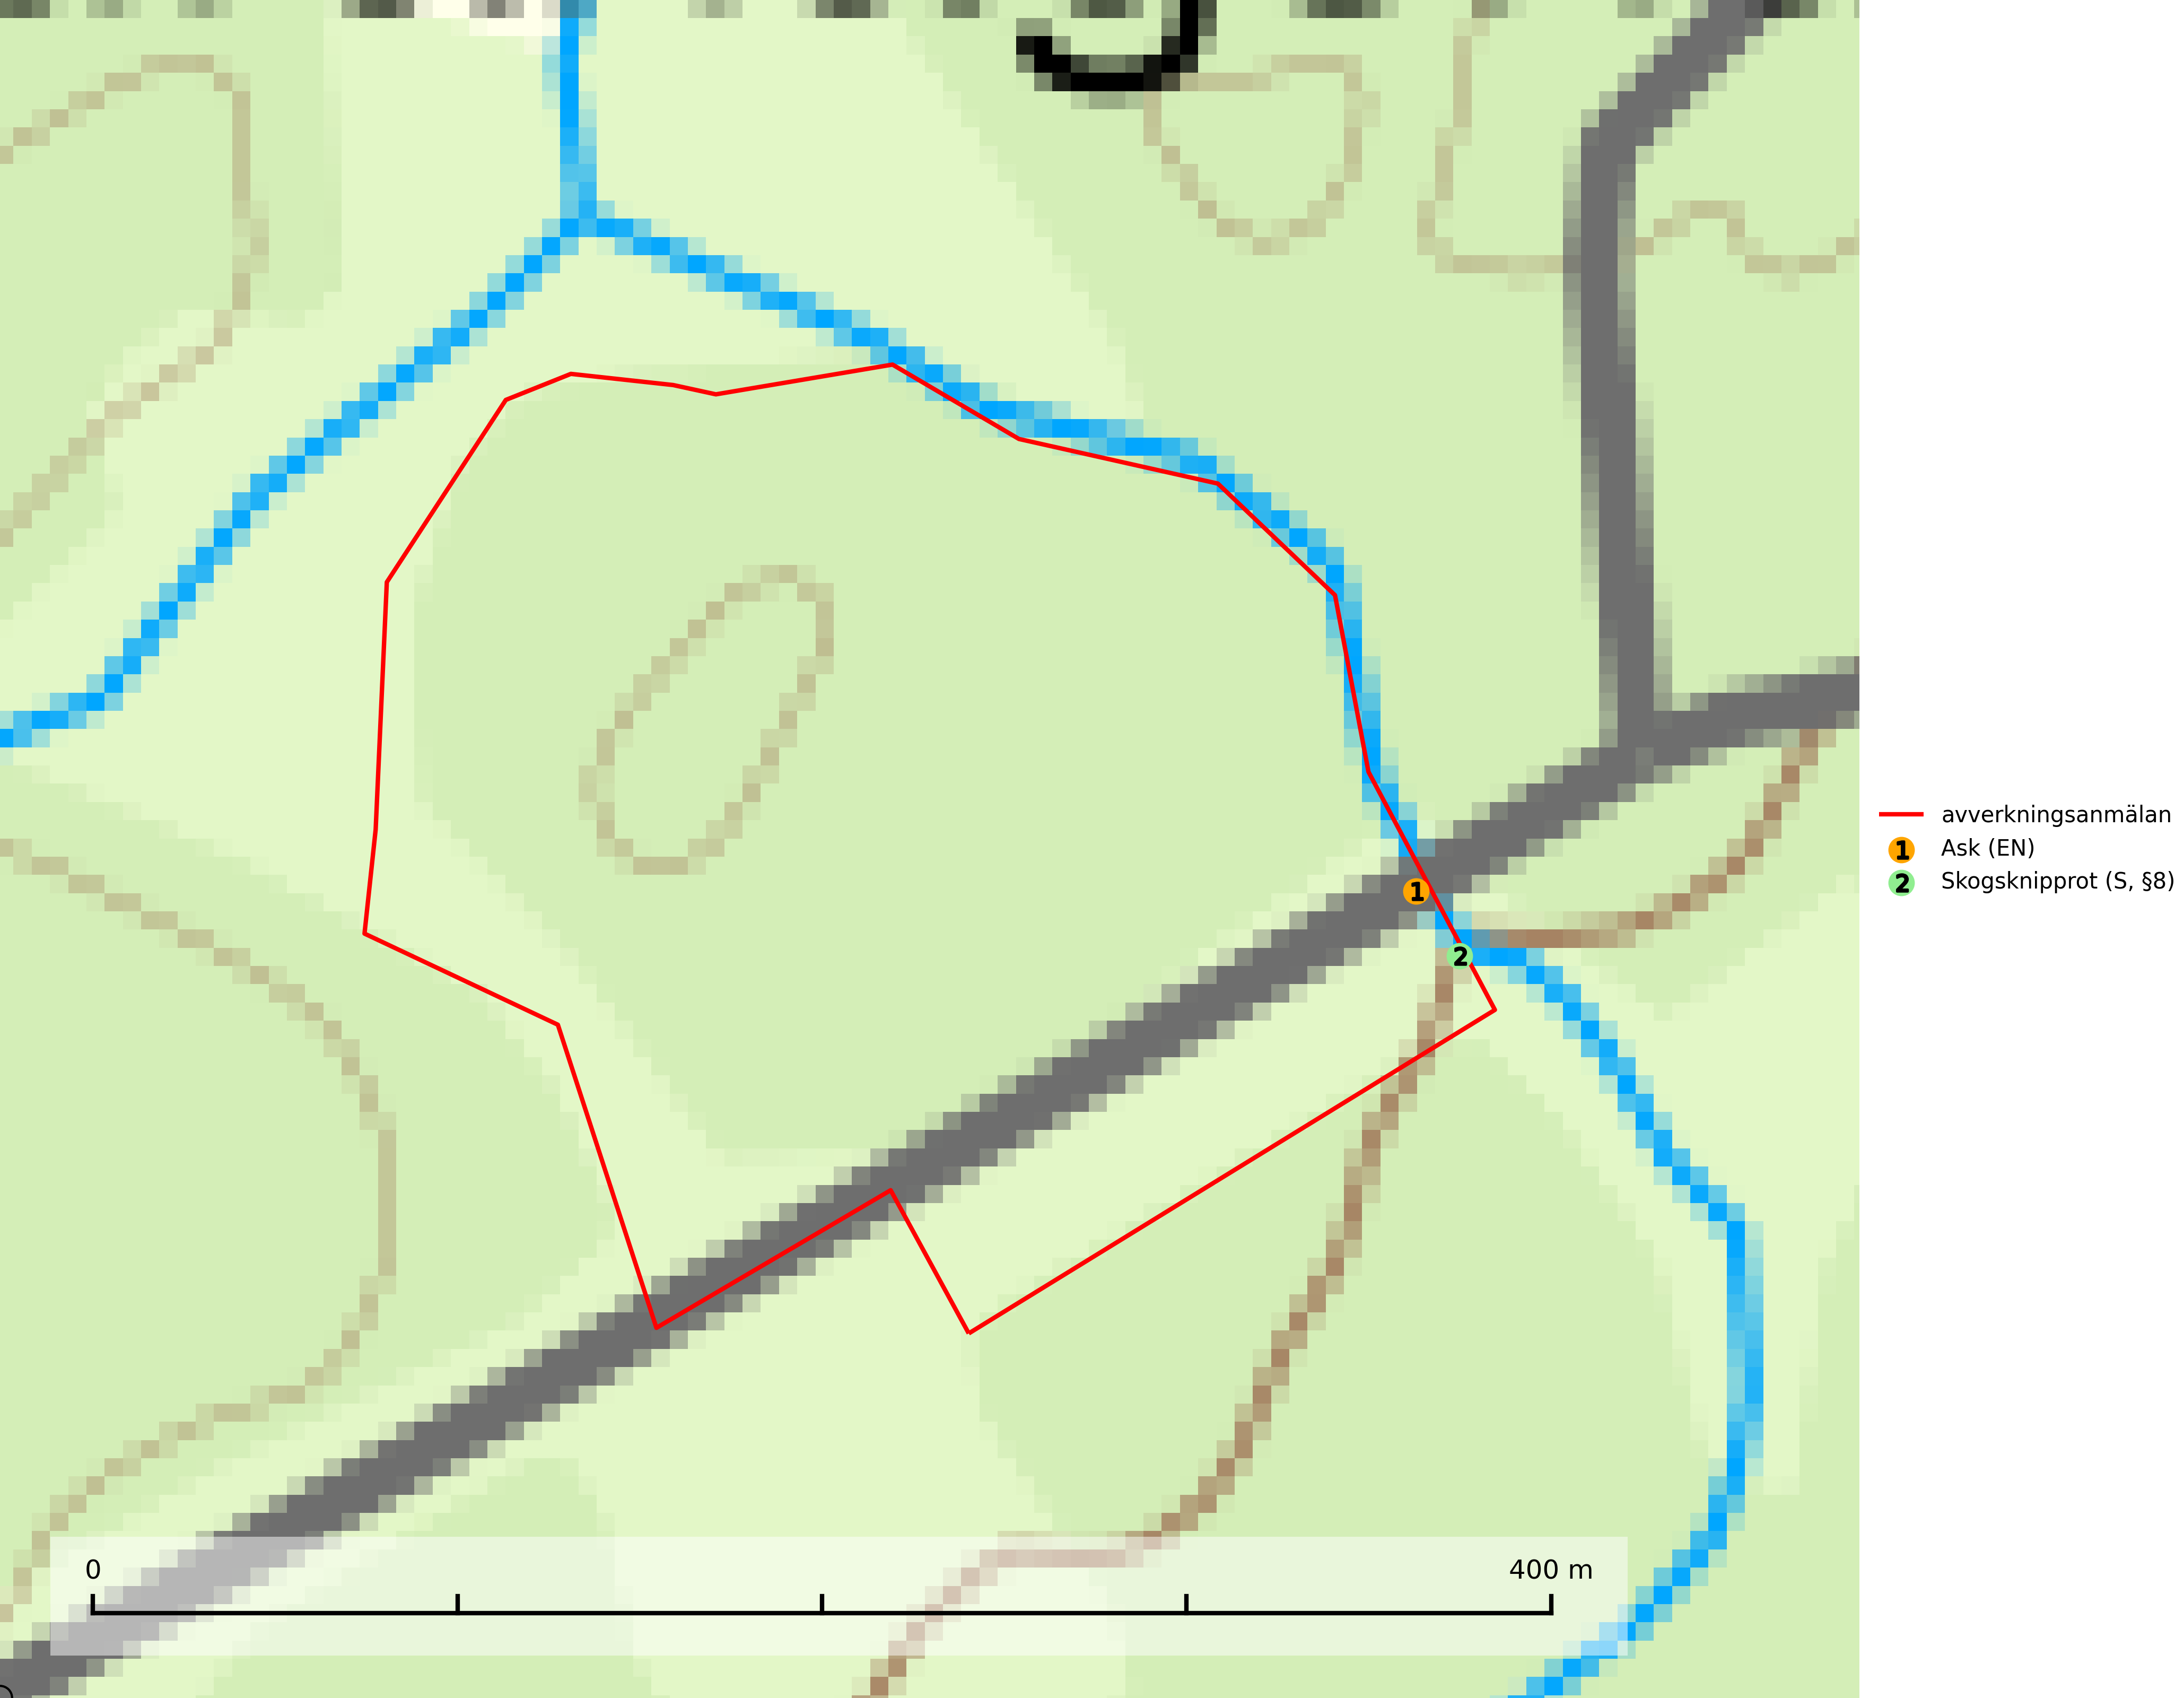 avverkningsanmälan
1 Ask (EN)
2 Skogsknipprot (S, §8)
1
2
0 400 m